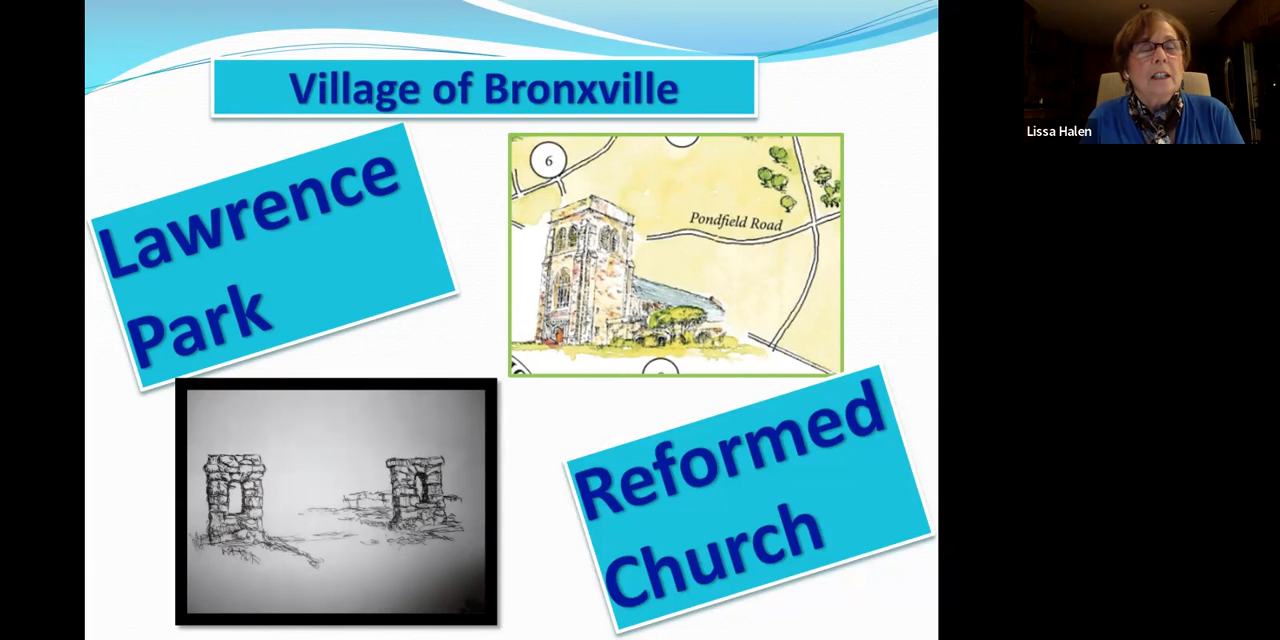 Village of Bronxville
Lawrence
Park
6
Pondfield Road
Reformed
Church
Lissa Halen